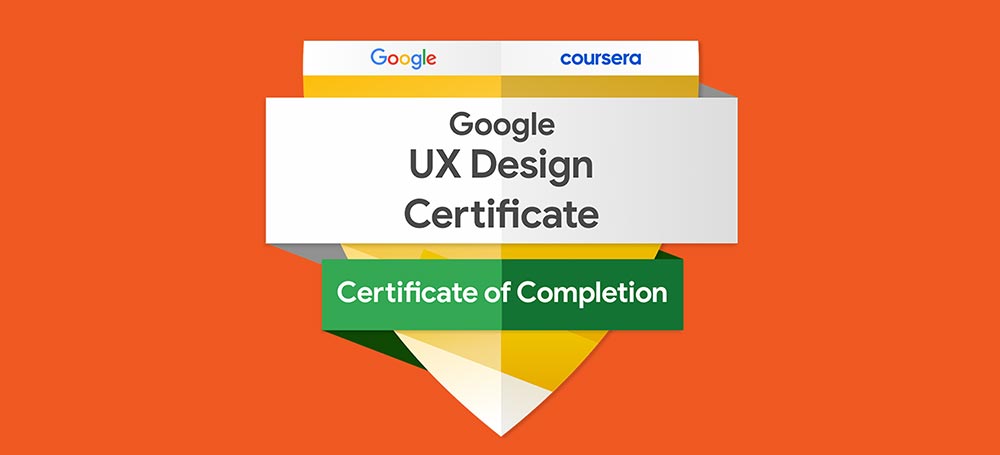 Google coursera
Google
UX Design
Certificate
Certificate of Completion